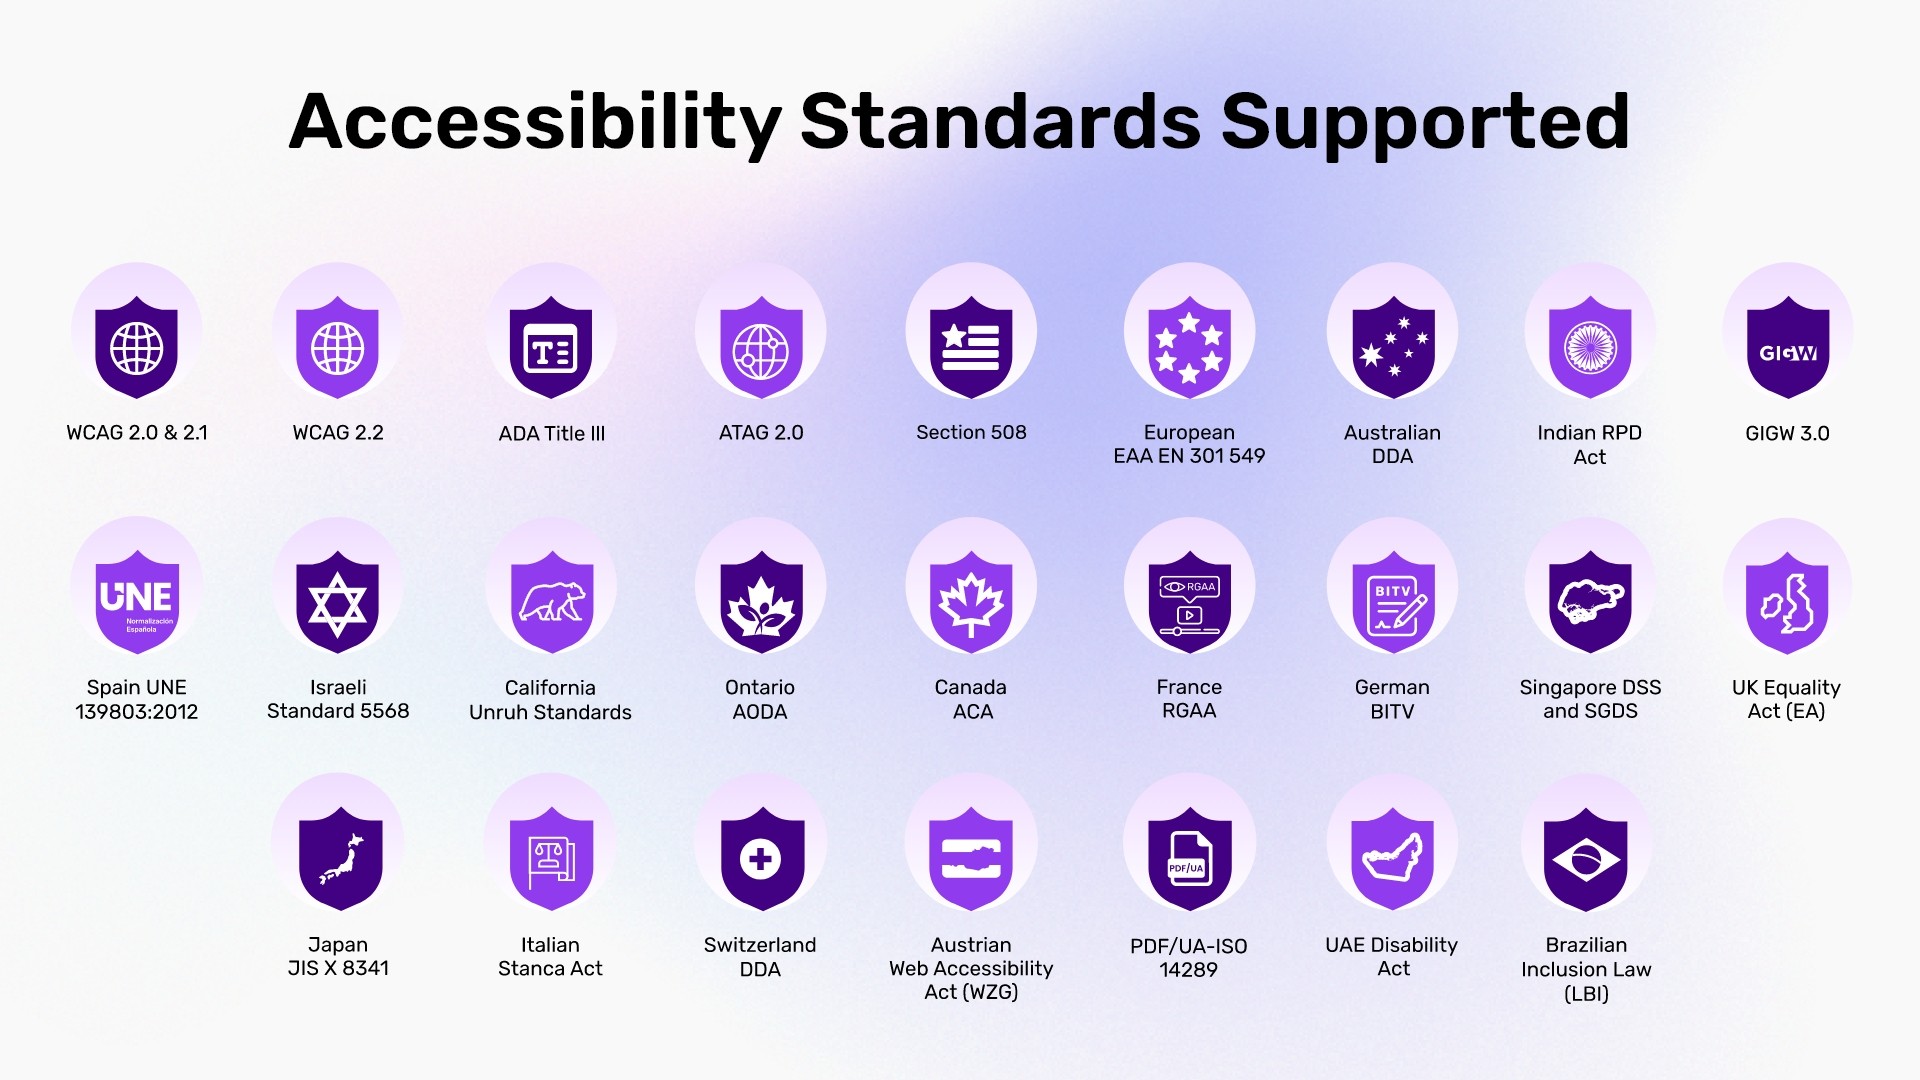 Accessibility Standards Supported
GIGW
WCAG 2.0 & 2.1
WCAG 2.2
ADA Title III
ATAG 2.0
Section 508
European
EAA EN 301 549
Australian
DDA
Indian RPD
Act
GIGW 3.0
UNE
Normalización
Española
RGAA
BITV
Spain UNE
139803:2012
Israeli
Standard 5568
California
Unruh Standards
Ontario
AODA
Canada
ACA
France
RGAA
German
BITV
Singapore DSS
and SGDS
UK Equality
Act (EA)
PDF/UA
Japan
JIS X 8341
Italian
Stanca Act
Switzerland
DDA
Austrian
Web Accessibility
Act (WZG)
PDF/UA-ISO
14289
UAE Disability
Act
Brazilian
Inclusion Law
(LBI)